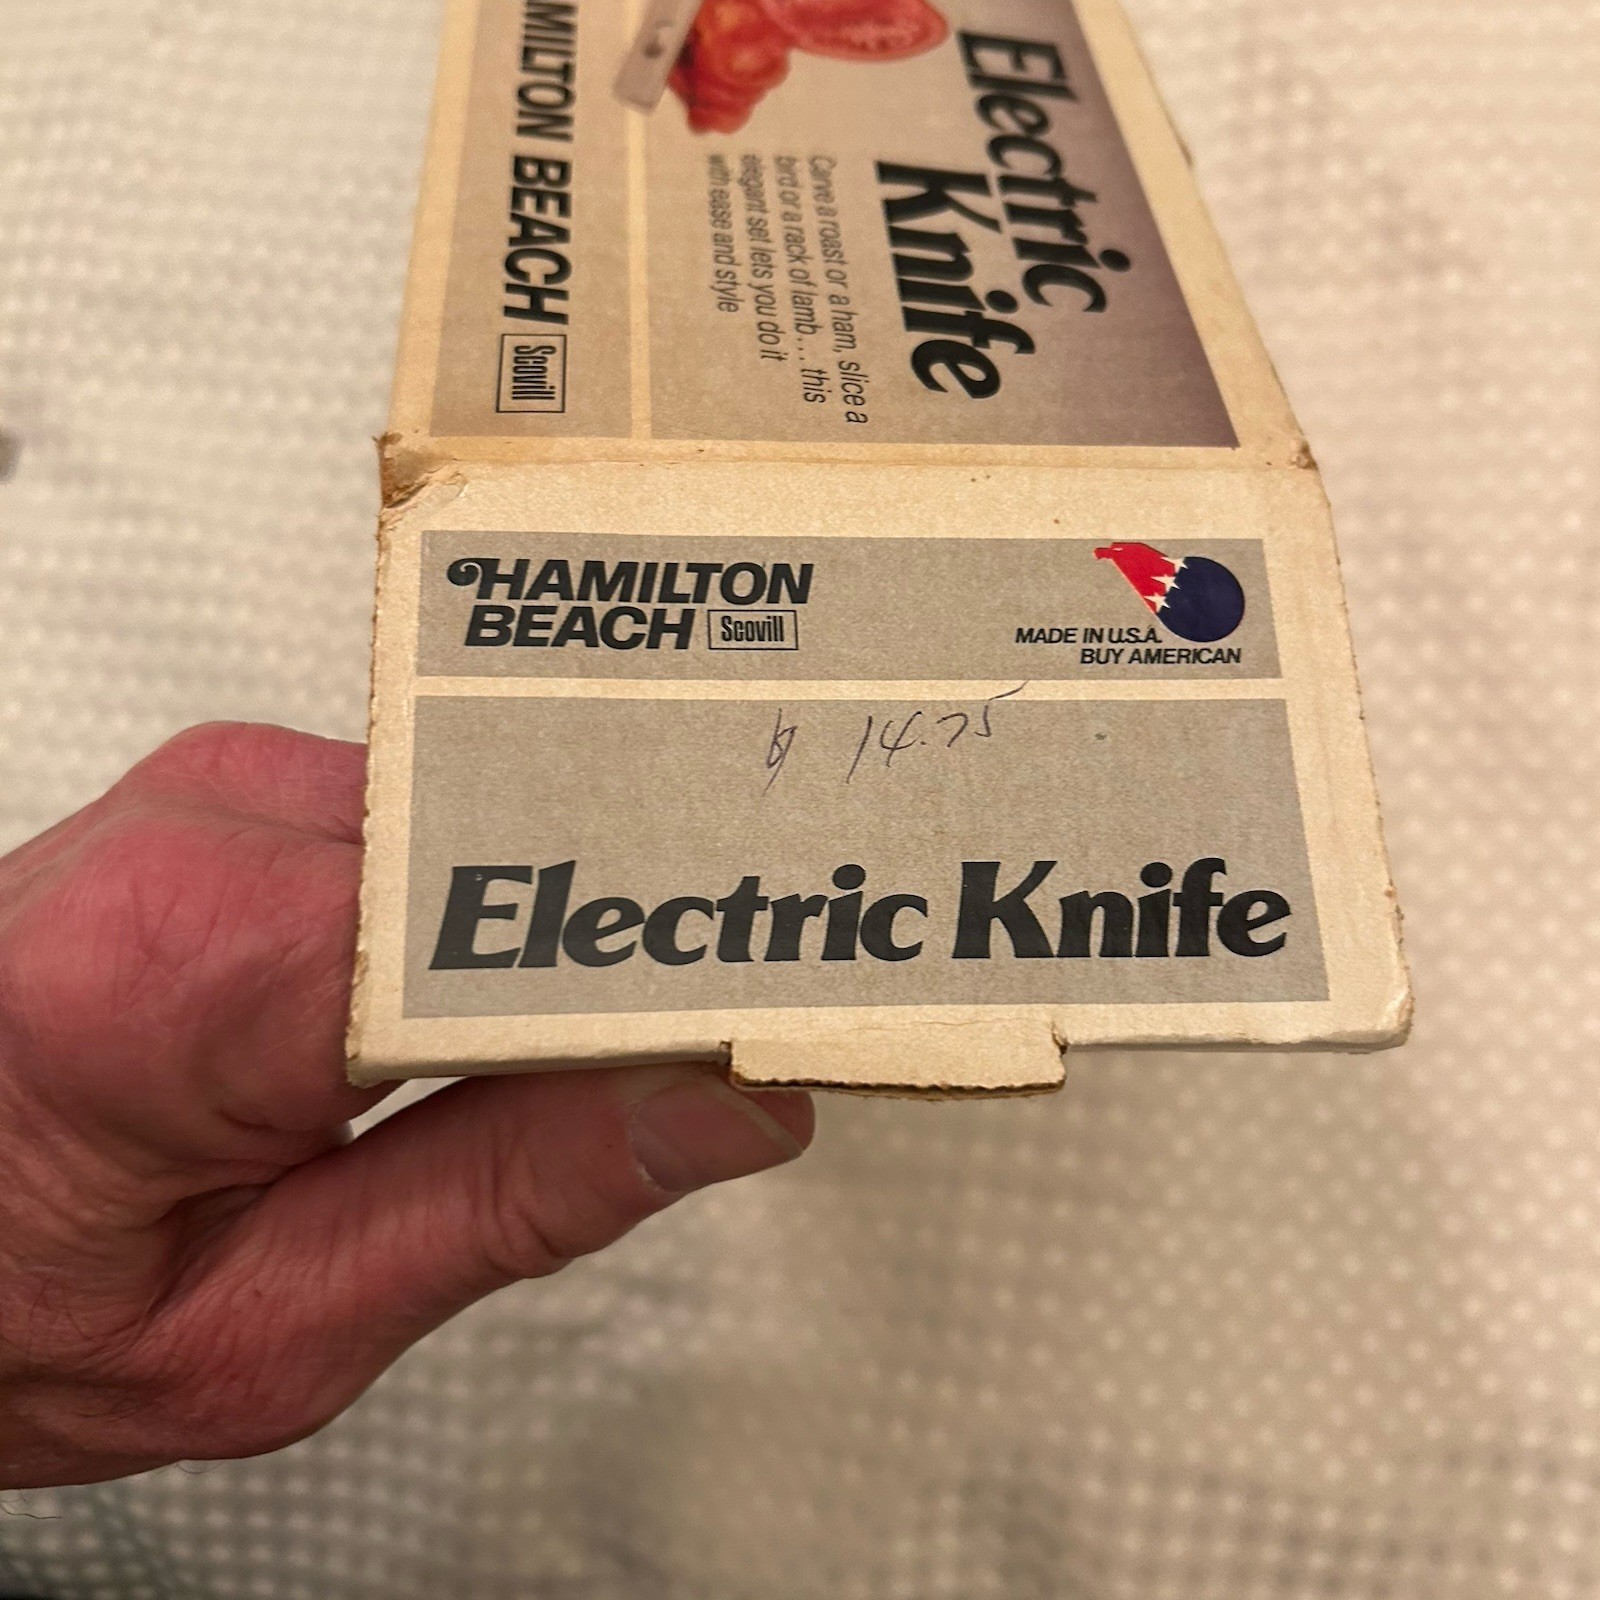 Electric
Knife
Carve a roast or a ham, slice a
bird or a rack of lamb... this
elegant set lets you do it
with ease and style
MILTON BEACH Scovill
HAMILTON
BEACH Scovill
MADE IN U.S.A.
BUY AMERICAN
$ 14.75
Electric Knife